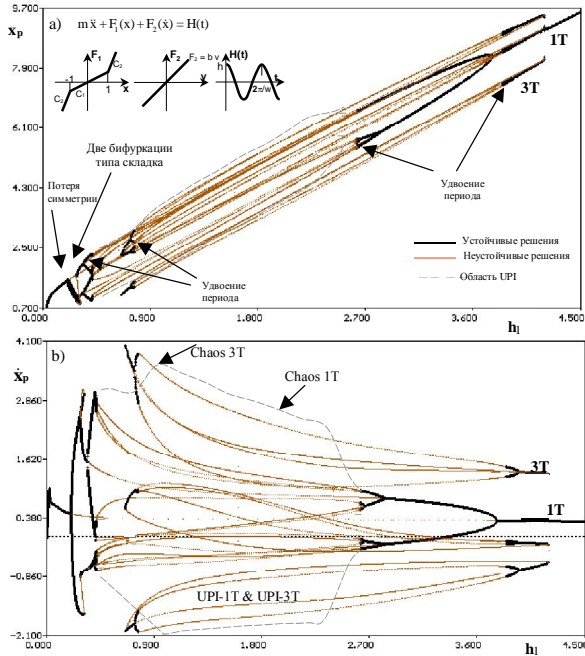 a)
m ẍ + F₁(x) + F₂(ẋ) = H(t)
xₚ
9.700
7.900
6.100
4.300
2.500
0.700
F₁
C₂
-1
C₁
1
C₂
x
F₂
F₂ = b v
v
H(t)
h
2π/w
t
1T
3T
Две бифуркации
типа складка
Потеря
симметрии
Удвоение
периода
Удвоение
периода
Устойчивые решения
Неустойчивые решения
Область UPI
0.000
0.900
1.800
2.700
3.600
4.500
h₁
b)
ẋₚ
4.100
2.860
1.620
0.380
-0.860
-2.100
Chaos 3T
Chaos 1T
3T
1T
UPI-1T & UPI-3T
0.000
0.900
1.800
2.700
3.600
4.500
h₁